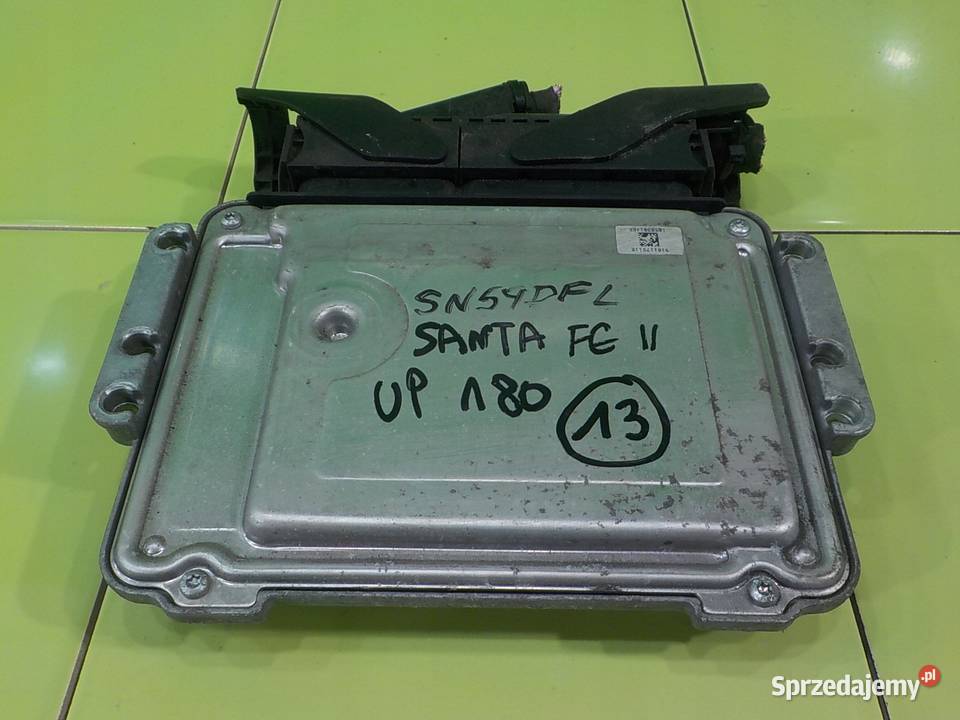 SN54DFL
SANTA FE II
UP 180
13
Sprzedajemy.pl